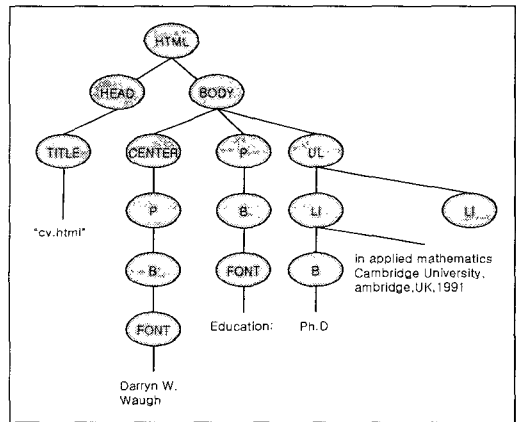 HTML
HEAD
BODY
TITLE
CENTER
P
UL
"cv.html"
P
B
LI
LI
B
FONT
B
in applied mathematics
Cambridge University,
ambridge,UK,1991
FONT
Education:
Ph.D
Darryn W.
Waugh